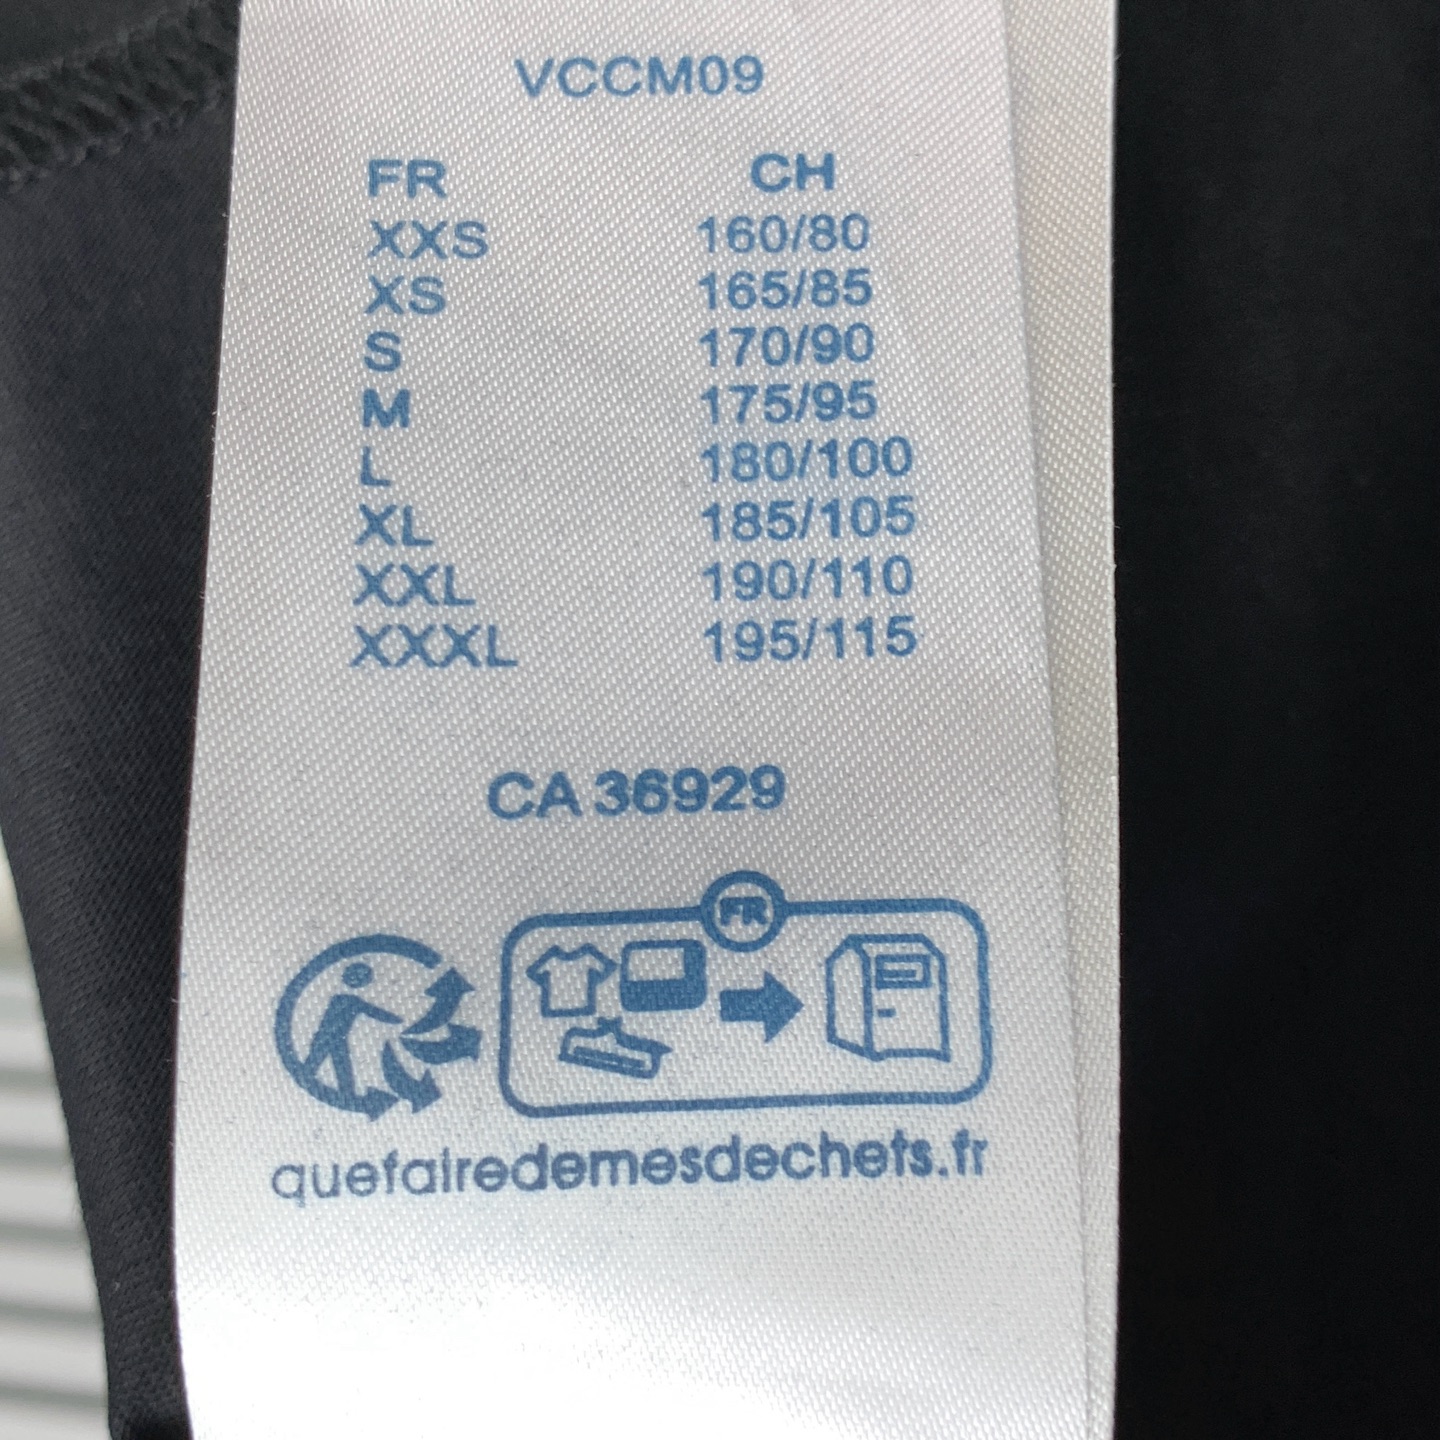 VCCM09
FR CH
XXS 160/80
XS 165/85
S 170/90
M 175/95
L 180/100
XL 185/105
XXL 190/110
XXXL 195/115
CA 36929
FR
quefairedemesdechets.fr